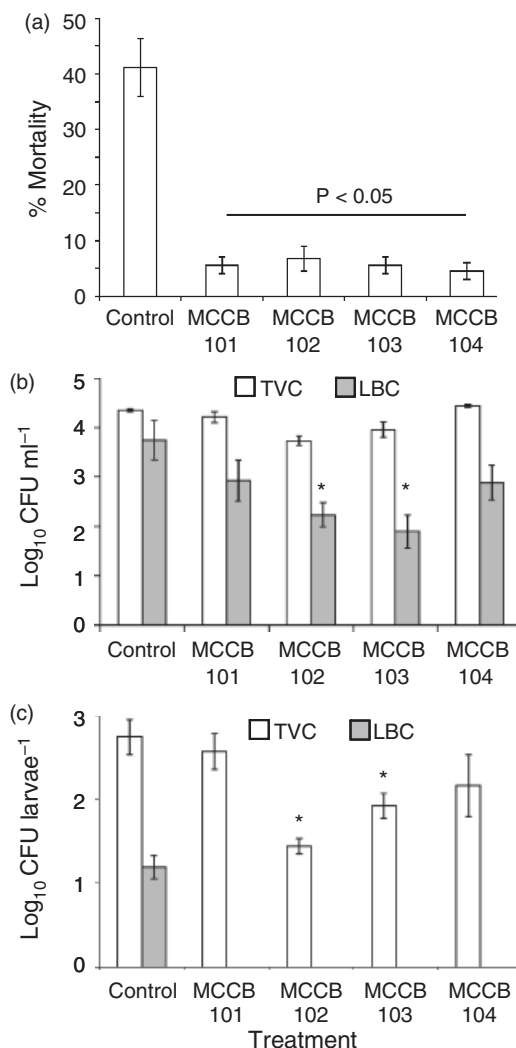 (a)
% Mortality
50
40
30
20
10
0
P < 0.05
Control MCCB 101 MCCB 102 MCCB 103 MCCB 104
(b)
Log₁₀ CFU ml⁻¹
TVC LBC
5
4
3
2
1
0
* *
Control MCCB 101 MCCB 102 MCCB 103 MCCB 104
(c)
Log₁₀ CFU larvae⁻¹
TVC LBC
3
2
1
0
* *
Control MCCB 101 MCCB 102 MCCB 103 MCCB 104
Treatment